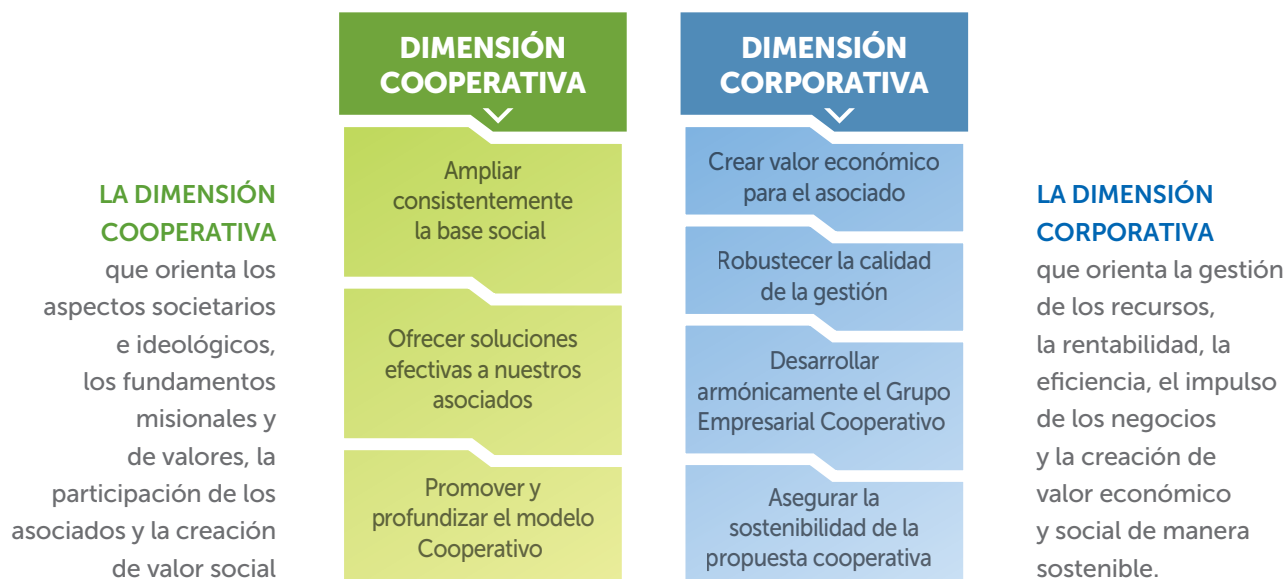 LA DIMENSIÓN
COOPERATIVA
que orienta los
aspectos societarios
e ideológicos,
los fundamentos
misionales y
de valores, la
participación de los
asociados y la creación
de valor social
DIMENSIÓN
COOPERATIVA
Ampliar
consistentemente
la base social
Ofrecer soluciones
efectivas a nuestros
asociados
Promover y
profundizar el modelo
Cooperativo
DIMENSIÓN
CORPORATIVA
Crear valor económico
para el asociado
Robustecer la calidad
de la gestión
Desarrollar
armónicamente el Grupo
Empresarial Cooperativo
Asegurar la
sostenibilidad de la
propuesta cooperativa
LA DIMENSIÓN
CORPORATIVA
que orienta la gestión
de los recursos,
la rentabilidad, la
eficiencia, el impulso
de los negocios
y la creación de
valor económico
y social de manera
sostenible.